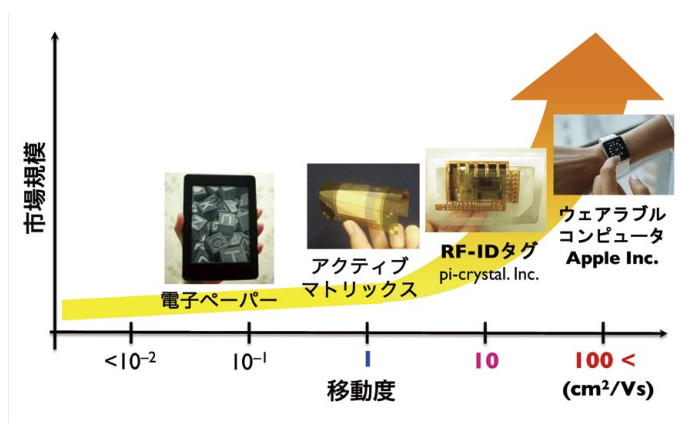 市場規模
電子ペーパー
アクティブ
マトリックス
RF-IDタグ
pi-crystal. Inc.
ウェアラブル
コンピュータ
Apple Inc.
<10⁻²
10⁻¹
1
10
100 <
移動度
(cm²/Vs)